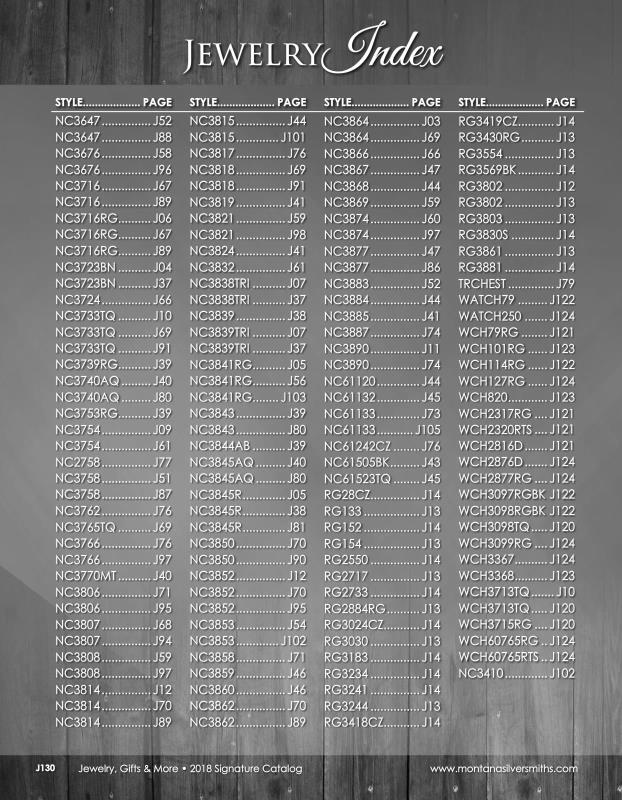 Jewelry Index
STYLE................... PAGE
NC3647................J52
NC3647................J88
NC3676................J58
NC3676................J96
NC3716................J67
NC3716................J89
NC3716RG..........J06
NC3716RG..........J67
NC3716RG..........J89
NC3723BN..........J04
NC3723BN..........J37
NC3724................J66
NC3733TQ..........J10
NC3733TQ..........J69
NC3733TQ..........J91
NC3739RG..........J39
NC3740AQ..........J40
NC3740AQ..........J80
NC3753RG..........J39
NC3754................J09
NC3754................J61
NC2758................J77
NC3758................J51
NC3758................J87
NC3762................J76
NC3765TQ..........J69
NC3766................J76
NC3766................J97
NC3770MT..........J40
NC3806................J71
NC3806................J95
NC3807................J68
NC3807................J94
NC3808................J59
NC3808................J97
NC3814................J12
NC3814................J70
NC3814................J89
STYLE................... PAGE
NC3815................J44
NC3815..............J101
NC3817................J76
NC3818................J69
NC3818................J91
NC3819................J41
NC3821................J59
NC3821................J98
NC3824................J41
NC3832................J61
NC3838TRI..........J07
NC3838TRI..........J37
NC3839................J38
NC3839TRI..........J07
NC3839TRI..........J37
NC3841RG..........J05
NC3841RG..........J56
NC3841RG........J103
NC3843................J39
NC3843................J80
NC3844AB..........J39
NC3845AQ..........J40
NC3845AQ..........J80
NC3845R.............J05
NC3845R.............J38
NC3845R.............J81
NC3850................J70
NC3850................J90
NC3852................J12
NC3852................J70
NC3852................J95
NC3853................J54
NC3853..............J102
NC3858................J71
NC3859................J46
NC3860................J46
NC3862................J70
NC3862................J89
STYLE................... PAGE
NC3864................J03
NC3864................J69
NC3866................J66
NC3867................J47
NC3868................J44
NC3869................J59
NC3874................J60
NC3874................J97
NC3877................J47
NC3877................J86
NC3883................J52
NC3884................J44
NC3885................J41
NC3887................J74
NC3890................J11
NC3890................J74
NC61120..............J44
NC61132..............J45
NC61133..............J73
NC61133............J105
NC61242CZ........J76
NC61505BK........J43
NC61523TQ........J45
RG28CZ..............J14
RG133..................J13
RG152..................J14
RG154..................J13
RG2550................J14
RG2717................J13
RG2733................J14
RG2884RG..........J13
RG3024CZ..........J14
RG3030................J13
RG3183................J14
RG3234................J14
RG3241................J14
RG3244................J13
RG3418CZ..........J14
STYLE................... PAGE
RG3419CZ..........J14
RG3430RG..........J13
RG3554................J13
RG3569BK..........J14
RG3802................J12
RG3802................J13
RG3803................J13
RG3830S..............J14
RG3861................J13
RG3881................J14
TRCHEST..............J79
WATCH79..........J122
WATCH250........J124
WCH79RG........J121
WCH101RG......J123
WCH114RG......J122
WCH127RG......J124
WCH820............J123
WCH2317RG....J121
WCH2320RTS....J121
WCH2816D.......J121
WCH2876D.......J124
WCH2877RG....J124
WCH3097RGBK J122
WCH3098RGBK J122
WCH3098TQ.....J120
WCH3099RG....J124
WCH3367..........J124
WCH3368..........J123
WCH3713TQ......J10
WCH3713TQ.....J120
WCH3715RG....J120
WCH60765RG...J124
WCH60765RTS...J124
NC3410..............J102
J130 Jewelry, Gifts & More • 2018 Signature Catalog www.montanasilversmiths.com